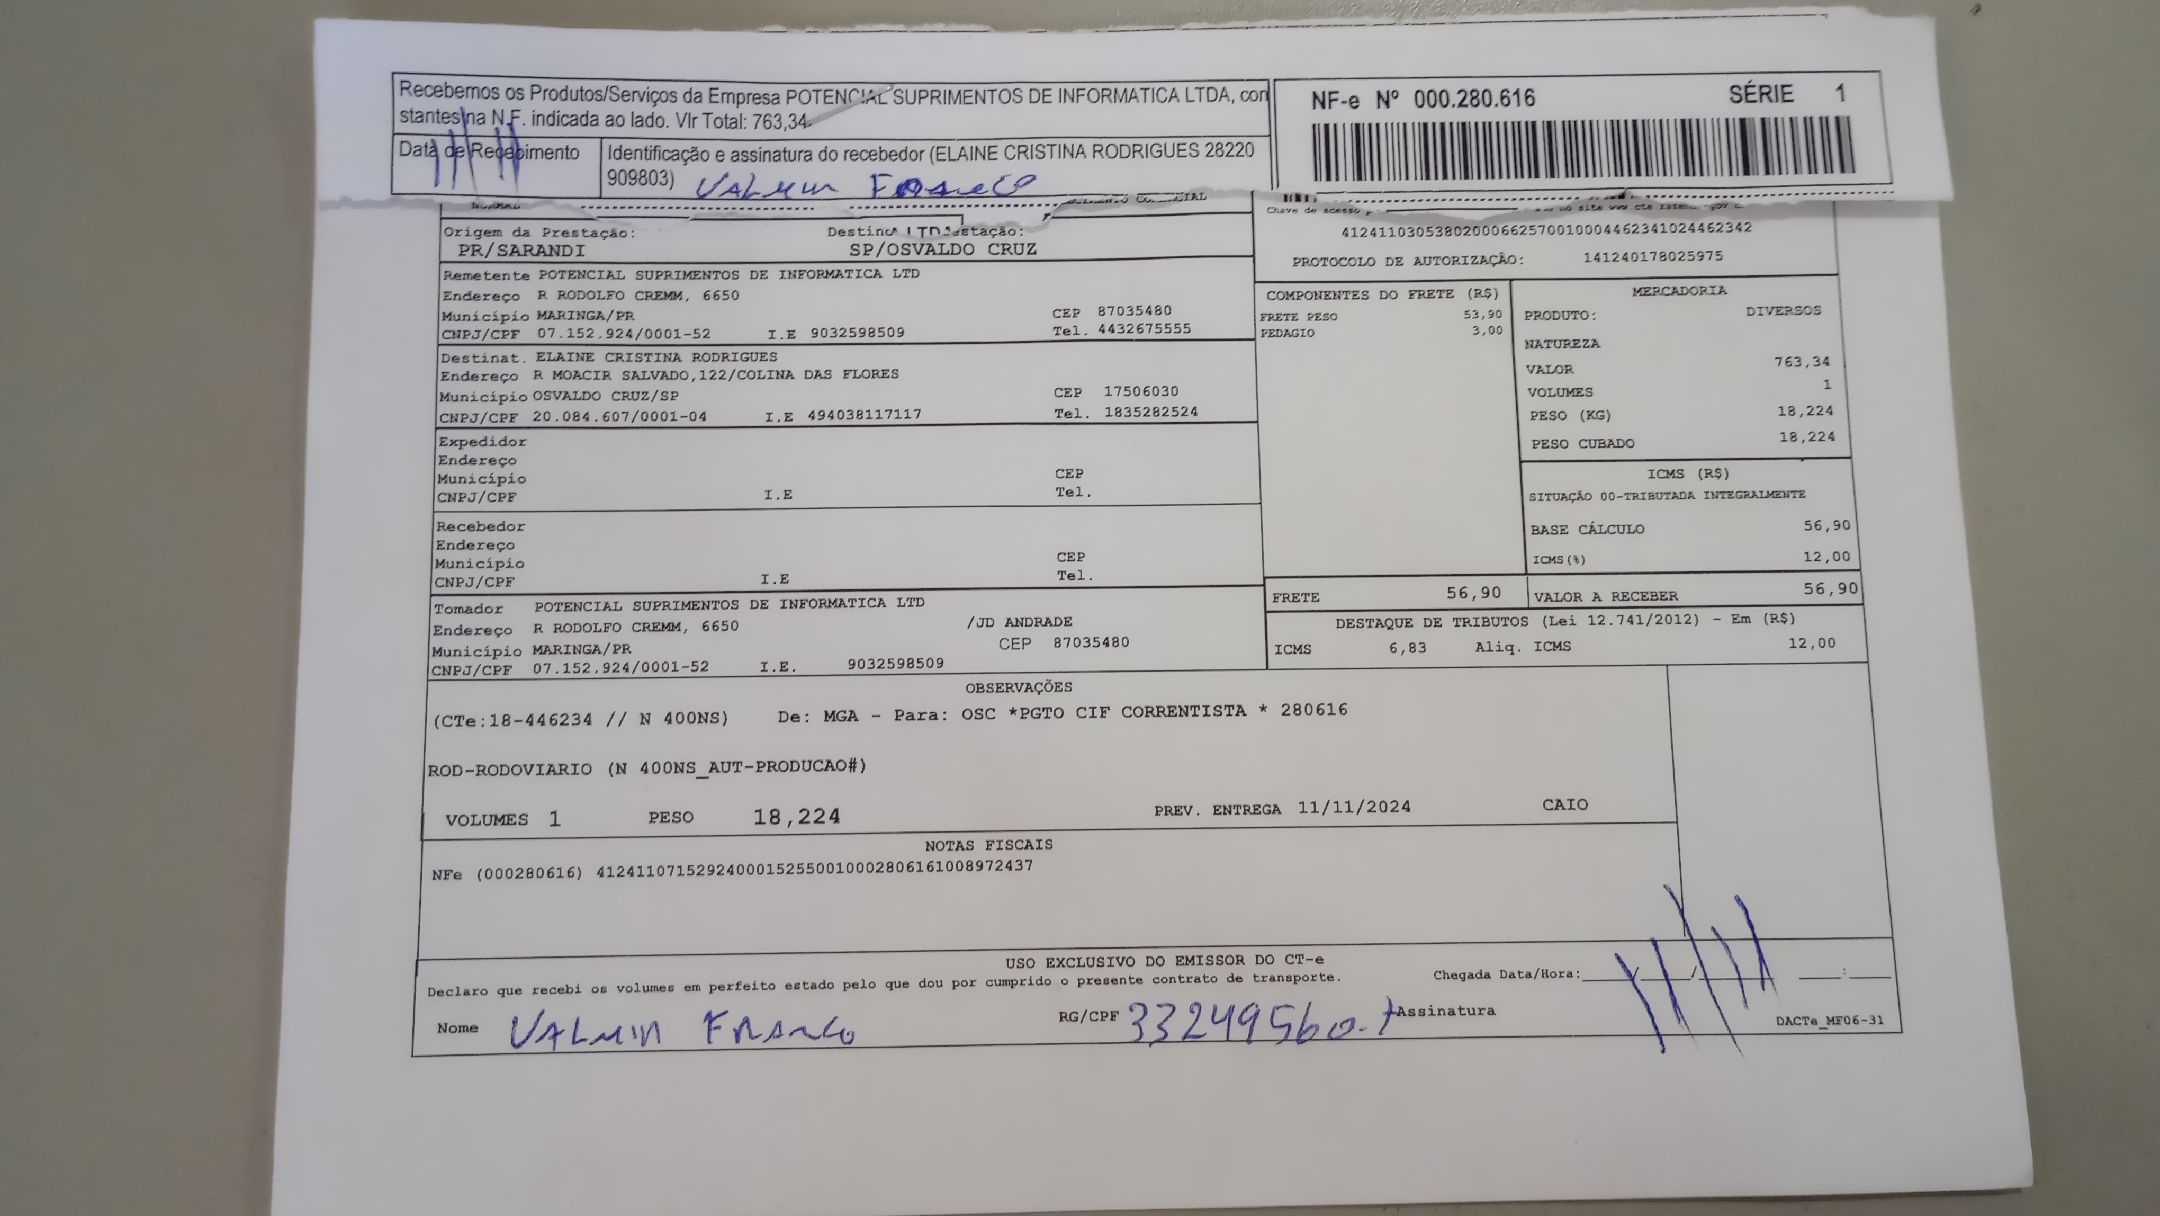 Recebemos os Produtos/Serviços da Empresa POTENCIAL SUPRIMENTOS DE INFORMATICA LTDA, con
stantes na N.F. indicada ao lado. Vlr Total: 763,34.
Data de Recebimento
Identificação e assinatura do recebedor (ELAINE CRISTINA RODRIGUES 28220
909803)
NF-e Nº 000.280.616 SÉRIE 1
Origem da Prestação:
PR/SARANDI
SP/OSVALDO CRUZ
Chave de acesso
41241103053802000662570010004462341024462342
PROTOCOLO DE AUTORIZAÇÃO: 141240178025975
Remetente POTENCIAL SUPRIMENTOS DE INFORMATICA LTD
Endereço R RODOLFO CREMM, 6650
Município MARINGA/PR CEP 87035480
CNPJ/CPF 07.152.924/0001-52 I.E 9032598509 Tel. 4432675555
Destinat. ELAINE CRISTINA RODRIGUES
Endereço R MOACIR SALVADO,122/COLINA DAS FLORES
Município OSVALDO CRUZ/SP CEP 17506030
CNPJ/CPF 20.084.607/0001-04 I.E 494038117117 Tel. 1835282524
Expedidor
Endereço
Município CEP
CNPJ/CPF I.E Tel.
Recebedor
Endereço
Município CEP
CNPJ/CPF I.E Tel.
Tomador POTENCIAL SUPRIMENTOS DE INFORMATICA LTD
Endereço R RODOLFO CREMM, 6650 /JD ANDRADE
Município MARINGA/PR CEP 87035480
CNPJ/CPF 07.152.924/0001-52 I.E. 9032598509
COMPONENTES DO FRETE (R$)
FRETE PESO 53,90
PEDAGIO 3,00
MERCADORIA
PRODUTO: DIVERSOS
NATUREZA
VALOR 763,34
VOLUMES 1
PESO (KG) 18,224
PESO CUBADO 18,224
ICMS (R$)
SITUAÇÃO 00-TRIBUTADA INTEGRALMENTE
BASE CÁLCULO 56,90
ICMS(%) 12,00
FRETE 56,90
VALOR A RECEBER 56,90
DESTAQUE DE TRIBUTOS (Lei 12.741/2012) - Em (R$)
ICMS 6,83 Aliq. ICMS 12,00
OBSERVAÇÕES
(CTe:18-446234 // N 400NS) De: MGA - Para: OSC *PGTO CIF CORRENTISTA * 280616
ROD-RODOVIARIO (N 400NS_AUT-PRODUCAO#)
VOLUMES 1 PESO 18,224 PREV. ENTREGA 11/11/2024 CAIO
NOTAS FISCAIS
NFe (000280616) 41241107152924000152550010002806161008972437
USO EXCLUSIVO DO EMISSOR DO CT-e
Declaro que recebi os volumes em perfeito estado pelo que dou por cumprido o presente contrato de transporte.
Chegada Data/Hora:
Nome VALMIR FRANCO RG/CPF 33249560. Assinatura
DACTe_MF06-31